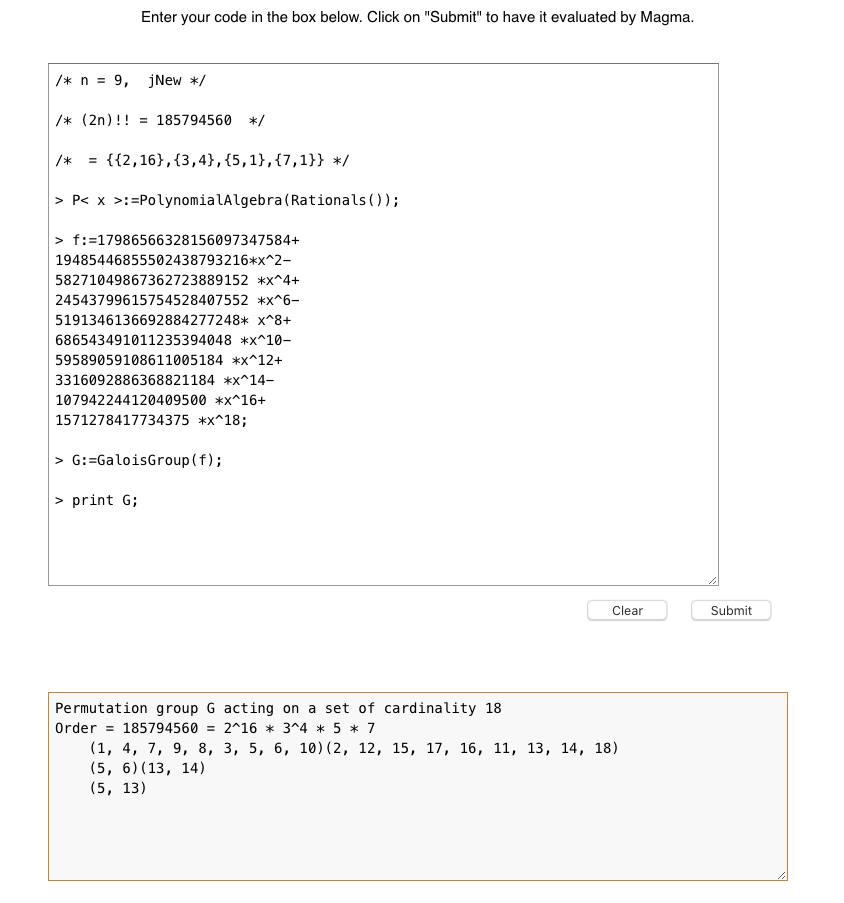 Enter your code in the box below. Click on "Submit" to have it evaluated by Magma.
/* n = 9,  jNew */
/* (2n)!! = 185794560  */
/*  = {{2,16},{3,4},{5,1},{7,1}} */
> P< x >:=PolynomialAlgebra(Rationals());
> f:=17986566328156097347584+
19485446855502438793216*x^2-
58271049867362723889152 *x^4+
24543799615754528407552 *x^6-
5191346136692884277248* x^8+
686543491011235394048 *x^10-
59589059108611005184 *x^12+
3316092886368821184 *x^14-
107942244120409500 *x^16+
1571278417734375 *x^18;
> G:=GaloisGroup(f);
> print G;
Clear Submit
Permutation group G acting on a set of cardinality 18
Order = 185794560 = 2^16 * 3^4 * 5 * 7
(1, 4, 7, 9, 8, 3, 5, 6, 10)(2, 12, 15, 17, 16, 11, 13, 14, 18)
(5, 6)(13, 14)
(5, 13)